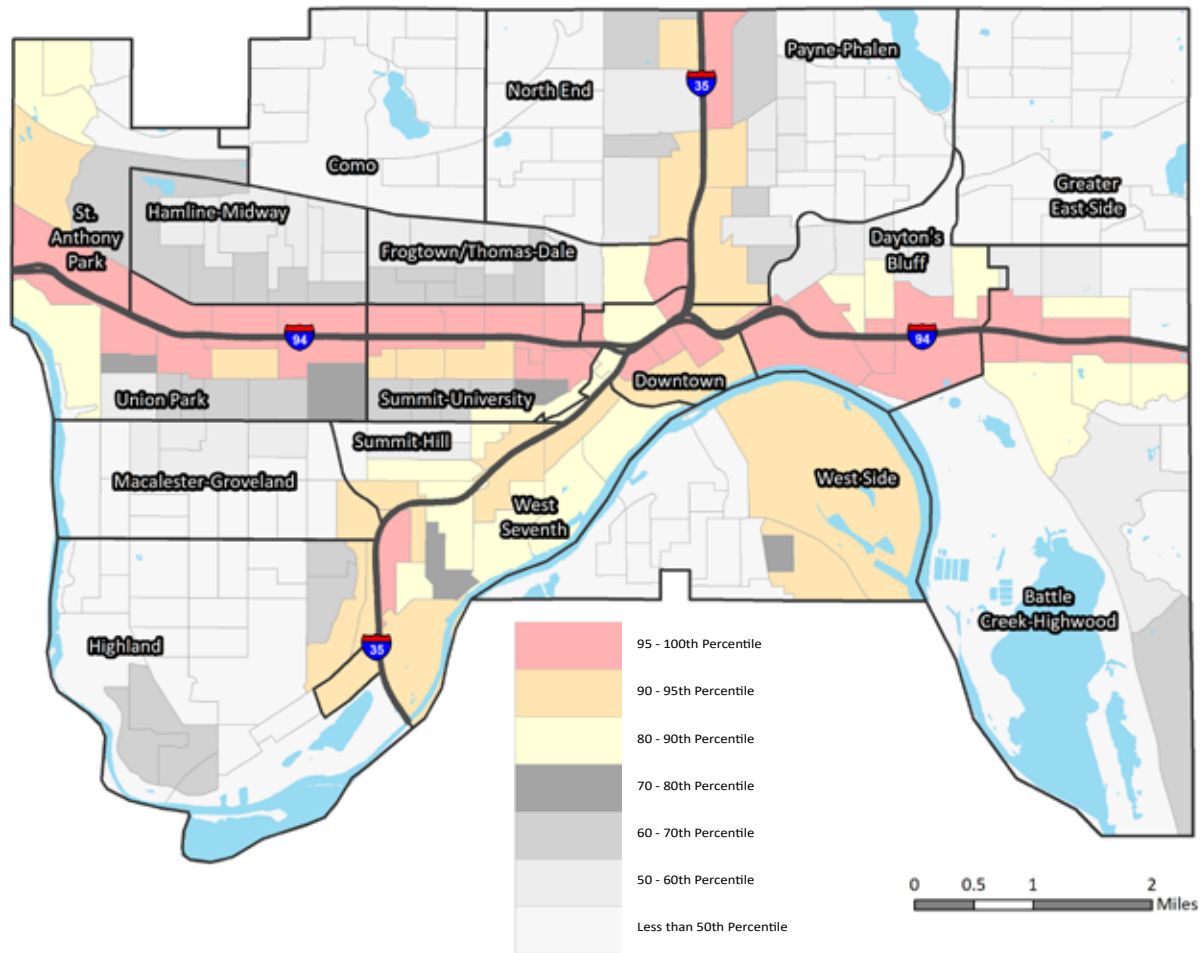 Payne-Phalen
35
North End
Como
Greater
East-Side
St.
Anthony
Park
Hamline-Midway
Frogtown/Thomas-Dale
Dayton's
Bluff
94
94
Downtown
Union Park
Summit-University
Summit-Hill
Macalester-Groveland
West
Seventh
West-Side
Battle
Creek-Highwood
Highland
35
95 - 100th Percentile
90 - 95th Percentile
80 - 90th Percentile
70 - 80th Percentile
60 - 70th Percentile
50 - 60th Percentile
Less than 50th Percentile
0 0.5 1 2
Miles